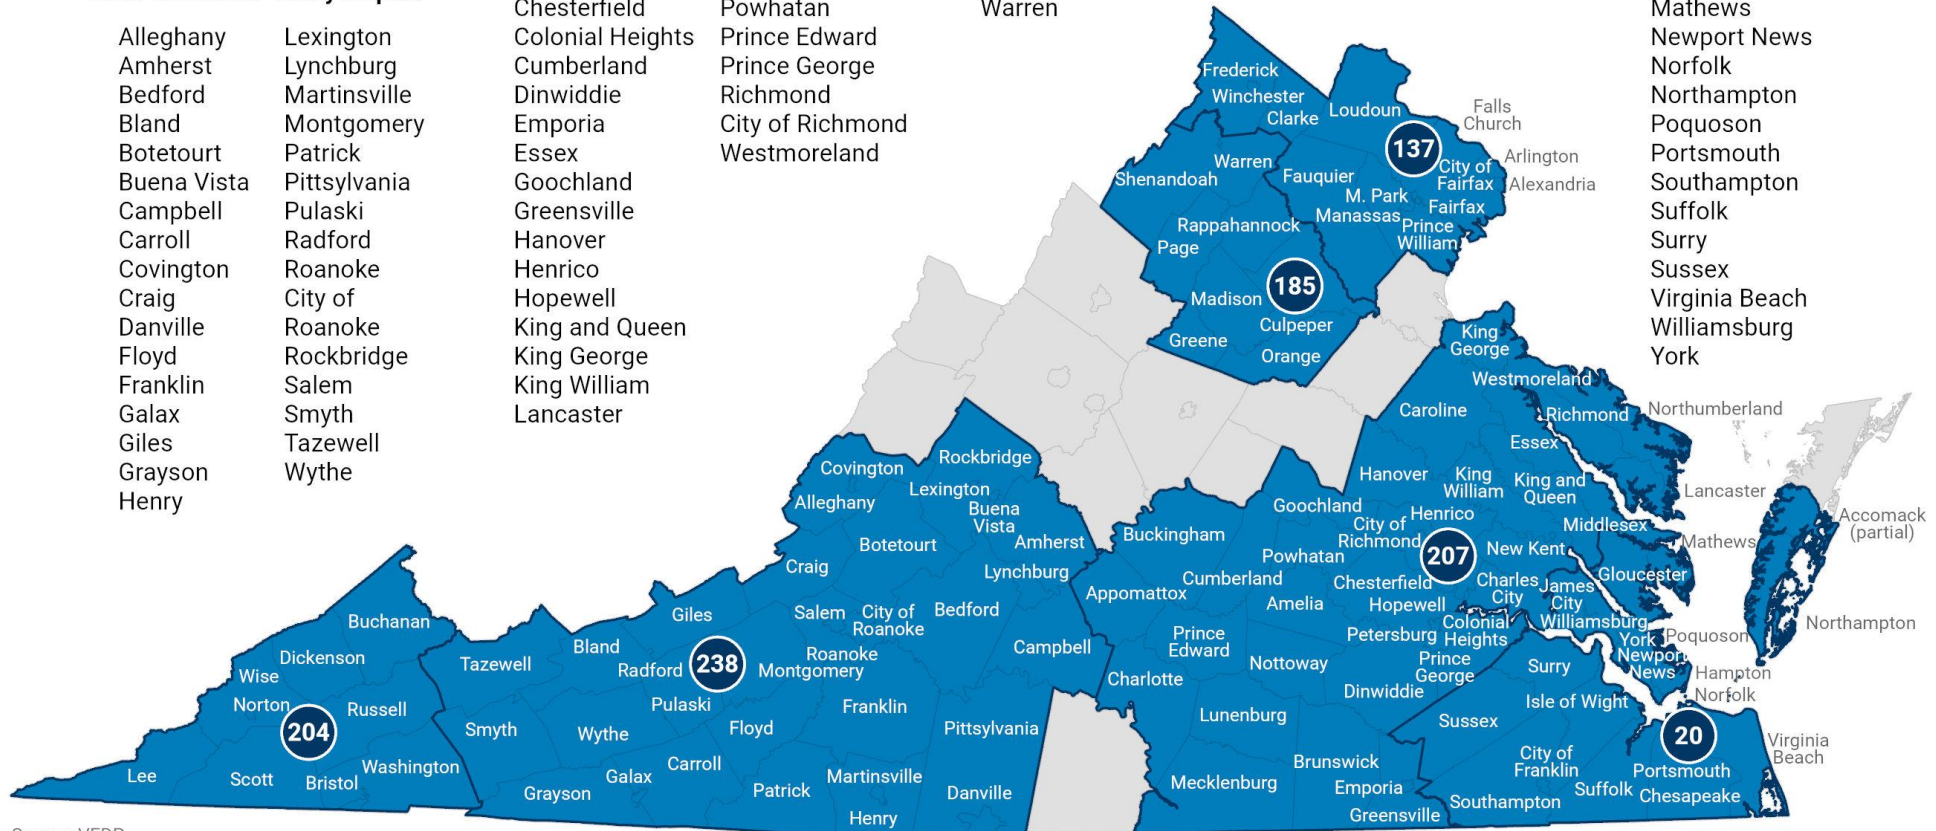 Alleghany
Amherst
Bedford
Bland
Botetourt
Buena Vista
Campbell
Carroll
Covington
Craig
Danville
Floyd
Franklin
Galax
Giles
Grayson
Henry
Lexington
Lynchburg
Martinsville
Montgomery
Patrick
Pittsylvania
Pulaski
Radford
Roanoke
City of
Roanoke
Rockbridge
Salem
Smyth
Tazewell
Wythe
Chesterfield
Colonial Heights
Cumberland
Dinwiddie
Emporia
Essex
Goochland
Greensville
Hanover
Henrico
Hopewell
King and Queen
King George
King William
Lancaster
Powhatan
Prince Edward
Prince George
Richmond
City of Richmond
Westmoreland
Warren
Mathews
Newport News
Norfolk
Northampton
Poquoson
Portsmouth
Southampton
Suffolk
Surry
Sussex
Virginia Beach
Williamsburg
York
Frederick
Winchester
Clarke
Loudoun
Falls
Church
137
Arlington
Alexandria
City of
Fairfax
Fauquier
M. Park
Manassas
Fairfax
Prince
William
Warren
Shenandoah
Rappahannock
Page
185
Madison
Culpeper
Greene
Orange
King
George
Westmoreland
Caroline
Richmond
Northumberland
Essex
Hanover
King
William
King and
Queen
Lancaster
Goochland
Henrico
City of
Richmond
Middlesex
Buckingham
207
New Kent
Mathews
Accomack
(partial)
Powhatan
Cumberland
Chesterfield
Charles
City
James
City
Gloucester
Appomattox
Amelia
Hopewell
Colonial
Heights
Williamsburg
Northampton
Prince
Edward
Petersburg
York
Poquoson
Newport
News
Nottoway
Prince
George
Surry
Hampton
Norfolk
Charlotte
Dinwiddie
Isle of Wight
Lunenburg
Sussex
20
Virginia
Beach
Brunswick
City of
Franklin
Portsmouth
Mecklenburg
Emporia
Suffolk
Chesapeake
Greensville
Southampton
Covington
Rockbridge
Alleghany
Lexington
Buena
Vista
Botetourt
Amherst
Craig
Lynchburg
Giles
Salem
City of
Roanoke
Bedford
Bland
Campbell
Tazewell
Radford
238
Roanoke
Montgomery
Pulaski
Franklin
Smyth
Wythe
Floyd
Pittsylvania
Carroll
Galax
Martinsville
Grayson
Patrick
Danville
Henry
Buchanan
Dickenson
Wise
Norton
Russell
204
Washington
Lee
Scott
Bristol